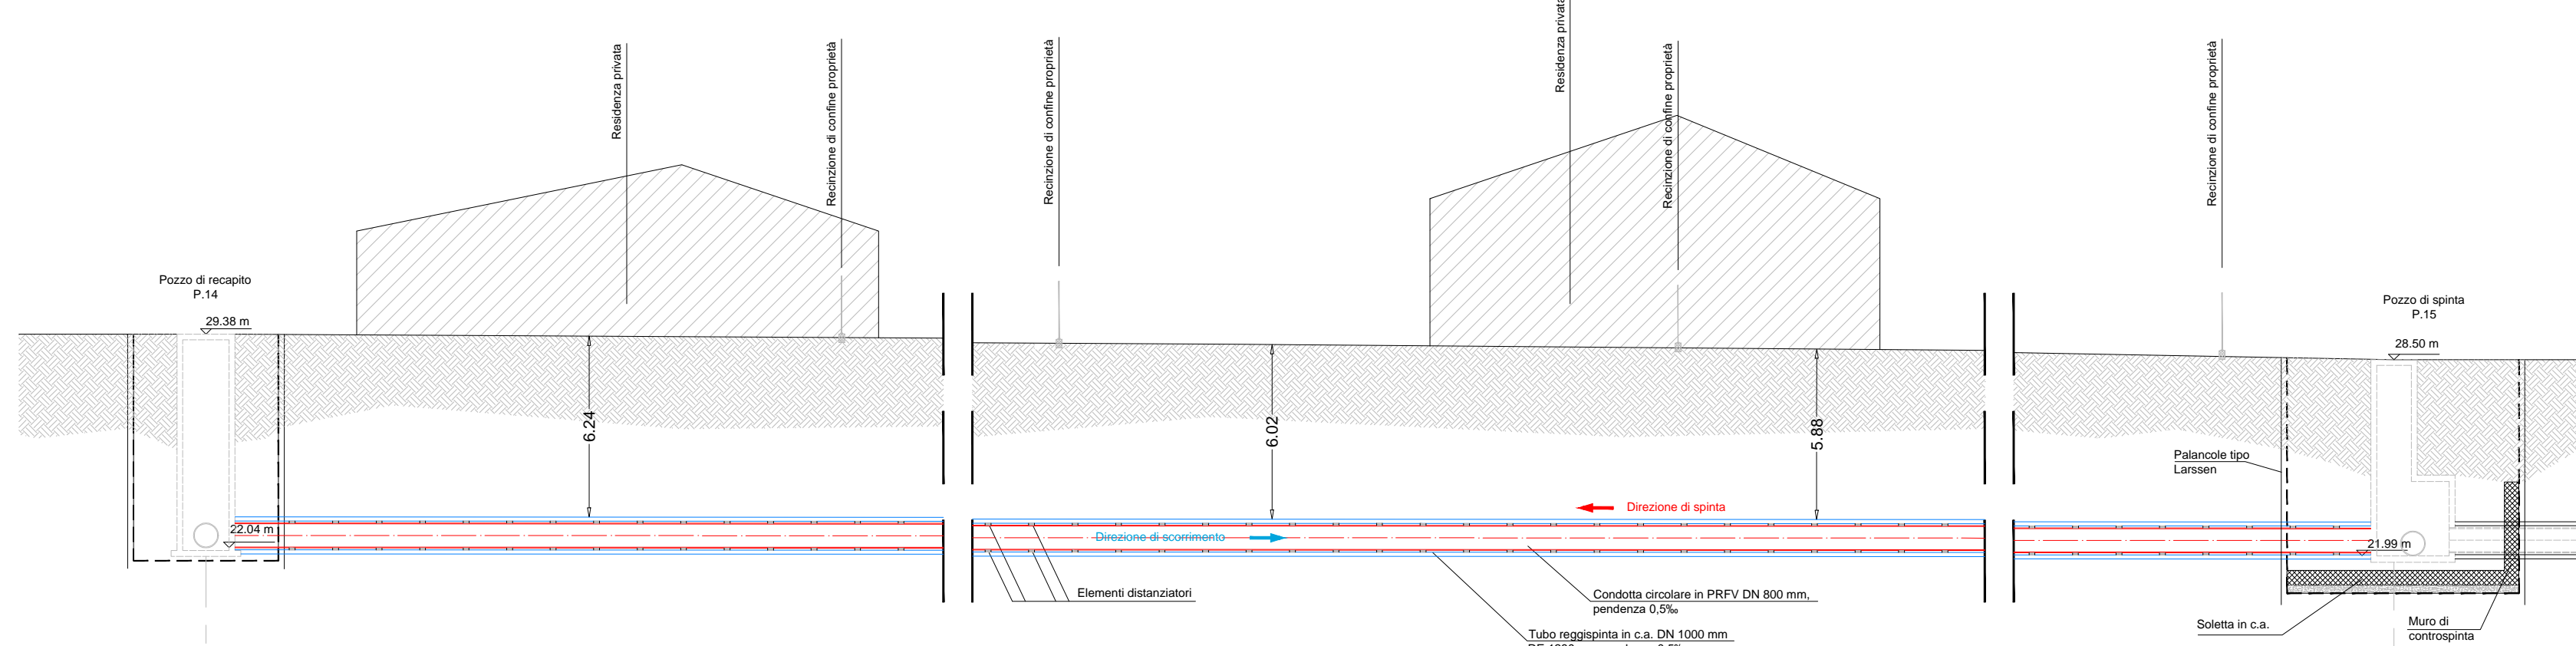 Residenza privata
Recinzione di confine proprietà
Recinzione di confine proprietà
Residenza privata
Recinzione di confine proprietà
Recinzione di confine proprietà
Pozzo di recapito
P.14
29.38 m
Pozzo di spinta
P.15
28.50 m
6.24
6.02
5.88
Palancole tipo
Larssen
Direzione di spinta
22.04 m
Direzione di scorrimento
21.99 m
Elementi distanziatori
Condotta circolare in PRFV DN 800 mm,
pendenza 0,5‰
Tubo reggispinta in c.a. DN 1000 mm
Soletta in c.a.
Muro di
controspinta